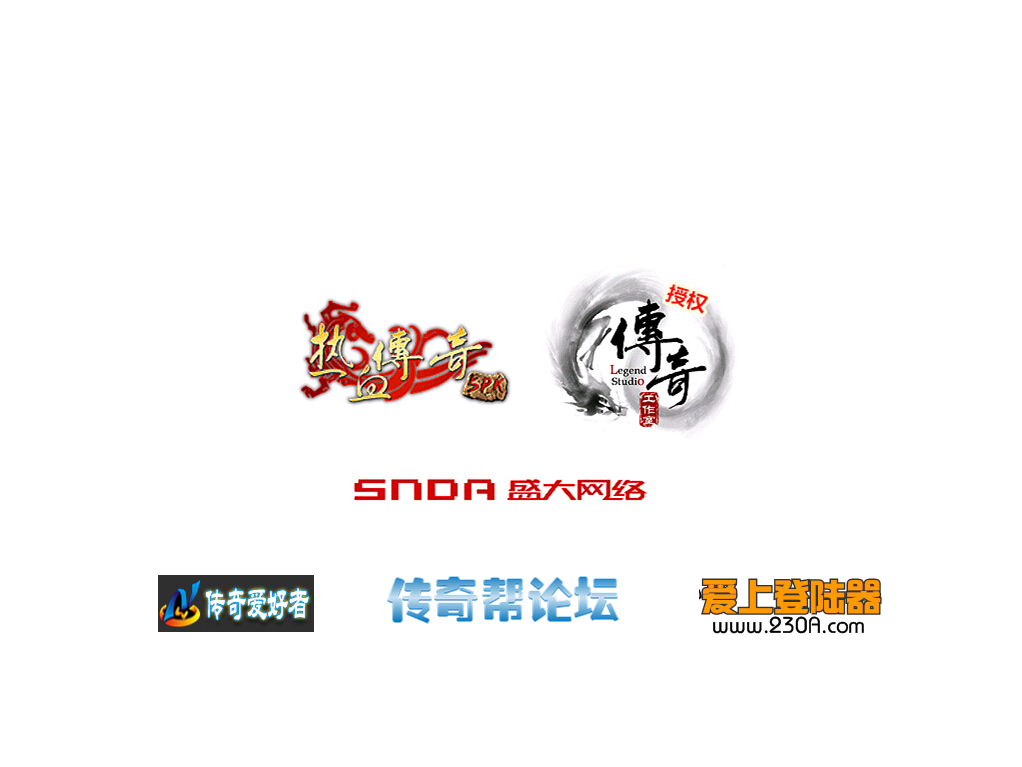 热血傳奇
5PK
授权
傳奇
Legend
Studio
工作室
SNDA 盛大网络
传奇爱好者
传奇帮论坛
爱上登陆器
www.230A.com